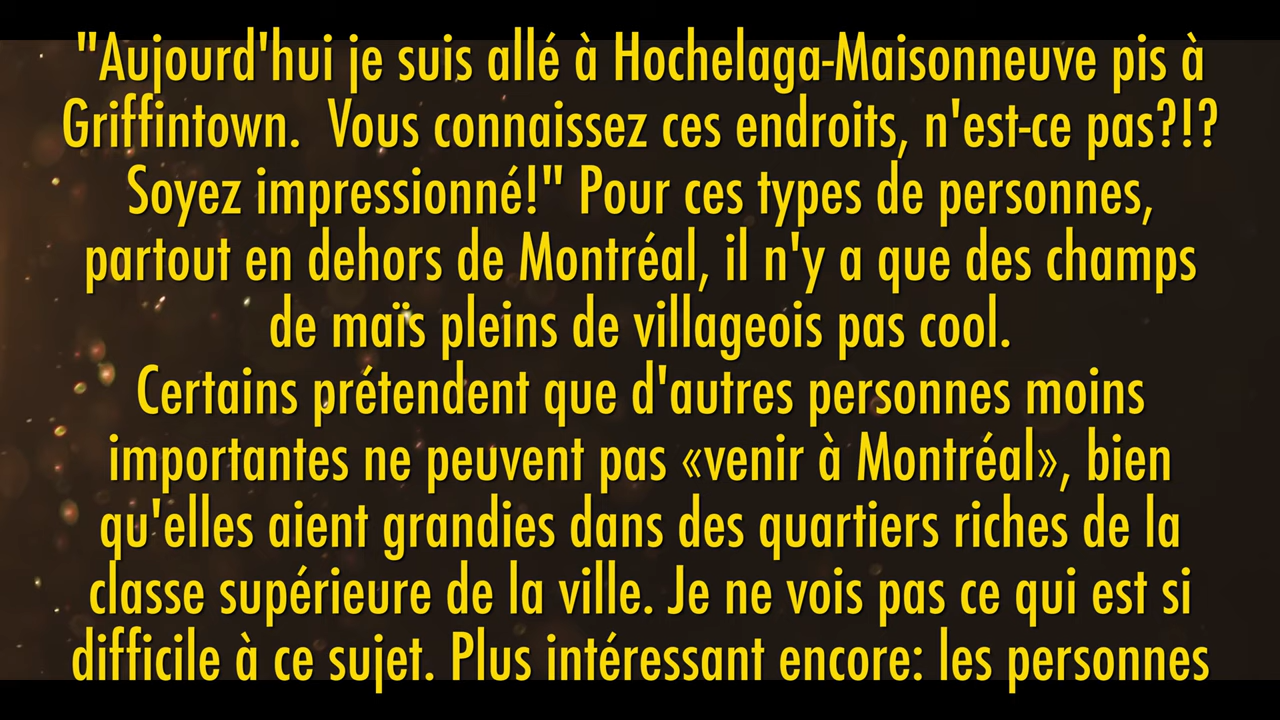 "Aujourd'hui je suis allé à Hochelaga-Maisonneuve pis à
Griffintown.  Vous connaissez ces endroits, n'est-ce pas?!?
Soyez impressionné!" Pour ces types de personnes,
partout en dehors de Montréal, il n'y a que des champs
de maïs pleins de villageois pas cool.
Certains prétendent que d'autres personnes moins
importantes ne peuvent pas «venir à Montréal», bien
qu'elles aient grandies dans des quartiers riches de la
classe supérieure de la ville. Je ne vois pas ce qui est si
difficile à ce sujet. Plus intéressant encore: les personnes